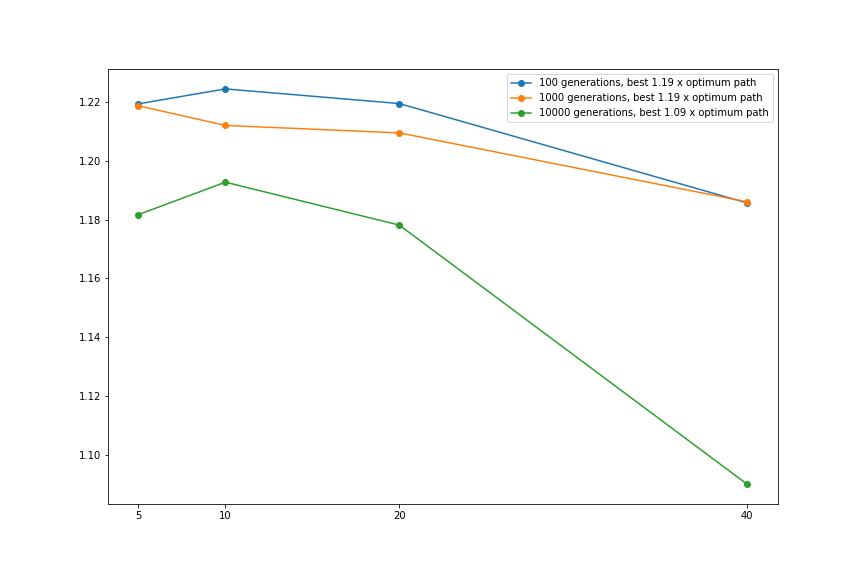 100 generations, best 1.19 x optimum path
1000 generations, best 1.19 x optimum path
10000 generations, best 1.09 x optimum path
1.22
1.20
1.18
1.16
1.14
1.12
1.10
5 10 20 40